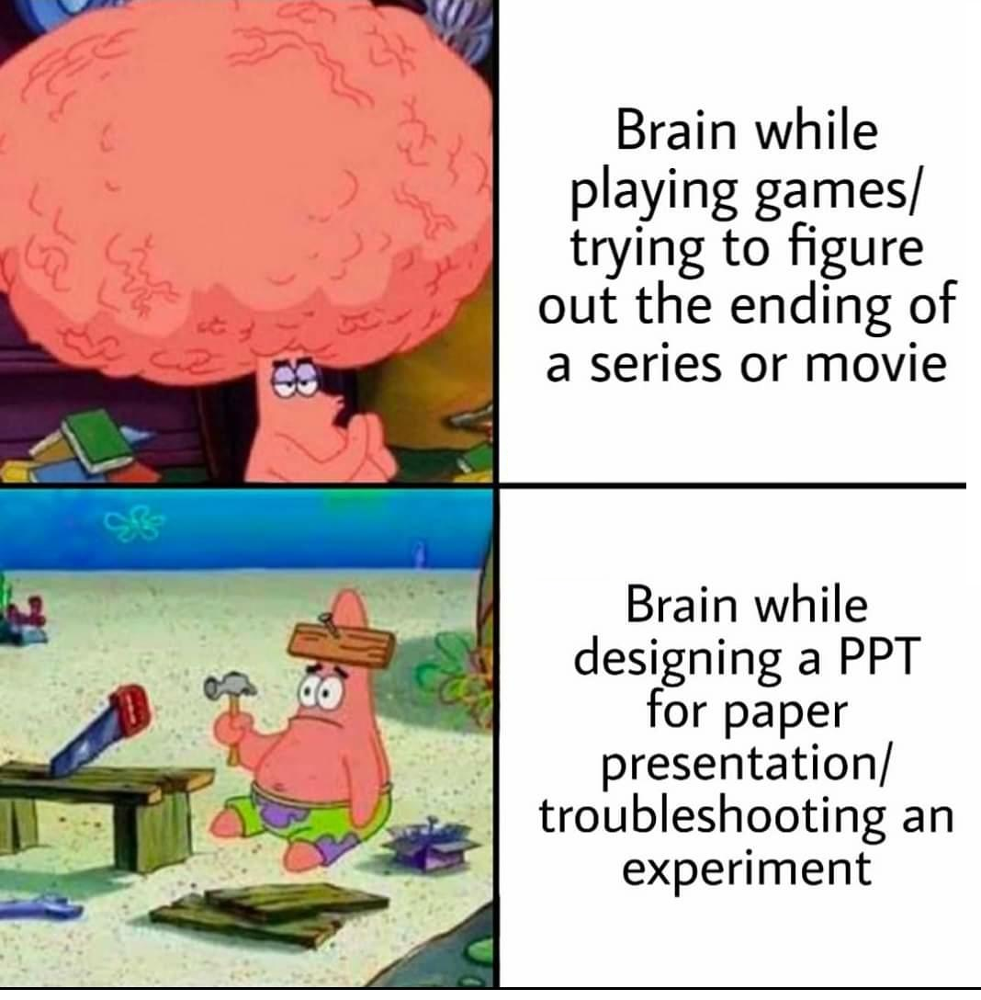 Brain while
playing games/
trying to figure
out the ending of
a series or movie
Brain while
designing a PPT
for paper
presentation/
troubleshooting an
experiment